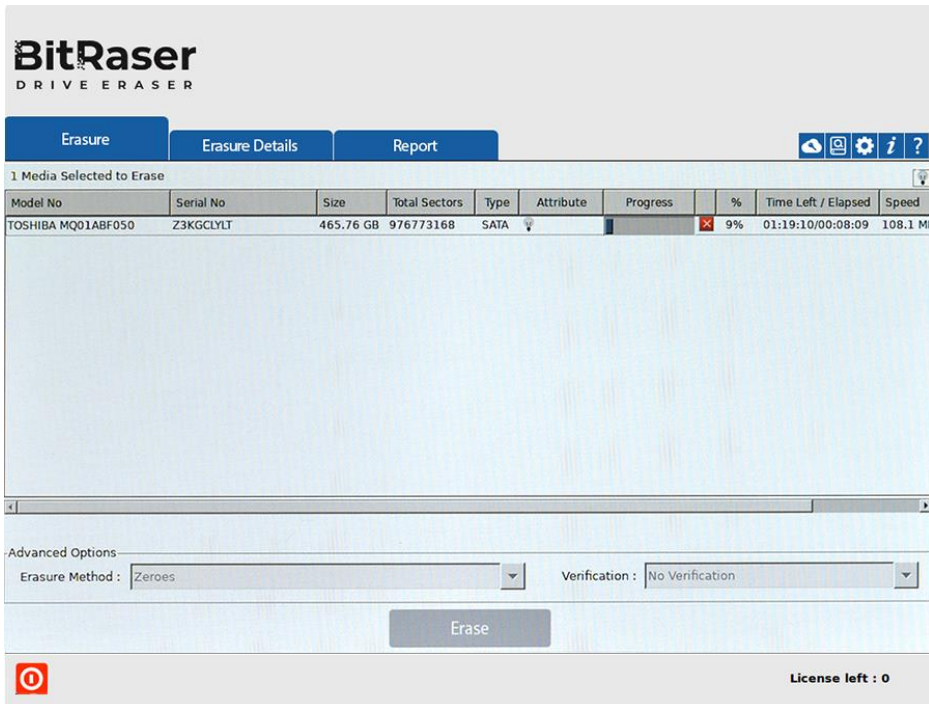 BitRaser
DRIVE ERASER
Erasure Erasure Details Report i ?
1 Media Selected to Erase
Model No Serial No Size Total Sectors Type Attribute Progress % Time Left / Elapsed Speed
TOSHIBA MQ01ABF050 Z3KGCLYLT 465.76 GB 976773168 SATA 9% 01:19:10/00:08:09 108.1
Advanced Options
Erasure Method : Zeroes Verification : No Verification
Erase
License left : 0